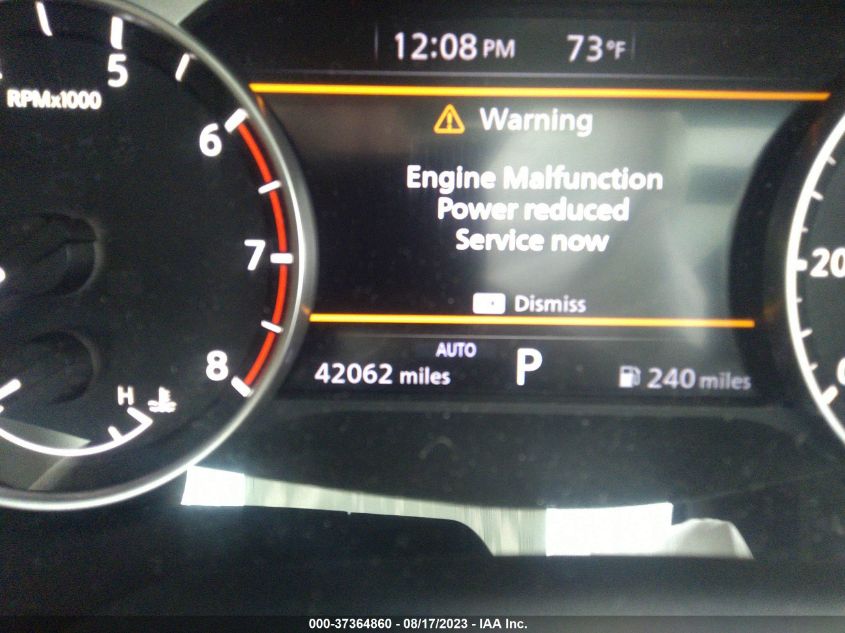 12:08 PM 73°F
5
RPMx1000
6
7
8
H
Warning
Engine Malfunction
Power reduced
Service now
Dismiss
AUTO
42062 miles P 240 miles
20
0
000-37364860 - 08/17/2023 - IAA Inc.